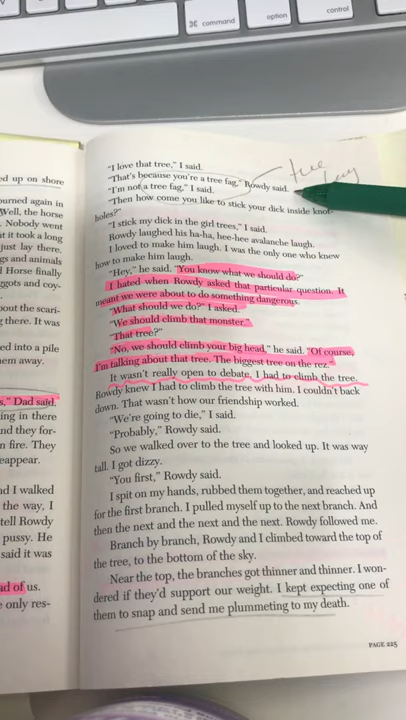 ⌘ command
option
control
tree
fag
ed up on shore
urned again in
Well, the horse
. Nobody went
it it took a long
just lay there.
gs and animals
d Horse finally
ggots and coy-
bout the scari-
g there. It was
ed into a pile
em away.
s," Dad said.
ing in there
nd they for-
n fire. They
eappear.
nd I walked
the way, I
tell Rowdy
pussy. He
said it was
ad of us.
e only res-
"I love that tree," I said.
"That's because you're a tree fag," Rowdy said.
"I'm not a tree fag," I said.
"Then how come you like to stick your dick inside knot-
holes?"
"I stick my dick in the girl trees," I said.
Rowdy laughed his ha-ha, hee-hee avalanche laugh.
I loved to make him laugh. I was the only one who knew
how to make him laugh.
"Hey," he said. "You know what we should do?"
I hated when Rowdy asked that particular question. It
meant we were about to do something dangerous.
"What should we do?" I asked.
"We should climb that monster."
"That tree?"
"No, we should climb your big head," he said. "Of course,
I'm talking about that tree. The biggest tree on the rez."
It wasn't really open to debate. I had to climb the tree.
Rowdy knew I had to climb the tree with him. I couldn't back
down. That wasn't how our friendship worked.
"We're going to die," I said.
"Probably," Rowdy said.
So we walked over to the tree and looked up. It was way
tall. I got dizzy.
"You first," Rowdy said.
I spit on my hands, rubbed them together, and reached up
for the first branch. I pulled myself up to the next branch. And
then the next and the next and the next. Rowdy followed me.
Branch by branch, Rowdy and I climbed toward the top of
the tree, to the bottom of the sky.
Near the top, the branches got thinner and thinner. I won-
dered if they'd support our weight. I kept expecting one of
them to snap and send me plummeting to my death.
PAGE 225